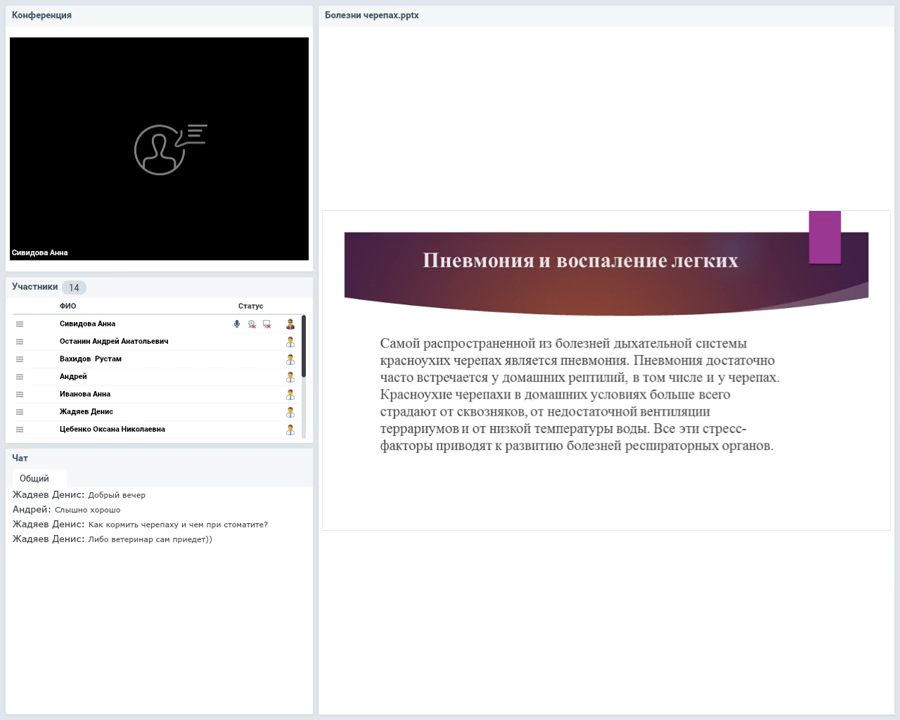 Конференция
Сивидова Анна
Участники 14
ФИО Статус
Сивидова Анна
Останин Андрей Анатольевич
Вахидов Рустам
Андрей
Иванова Анна
Жадяев Денис
Цебенко Оксана Николаевна
Чат
Общий
Жадяев Денис: Добрый вечер
Андрей: Слышно хорошо
Жадяев Денис: Как кормить черепаху и чем при стоматите?
Жадяев Денис: Либо ветеринар сам приедет))
Болезни черепах.pptx
Пневмония и воспаление легких
Самой распространенной из болезней дыхательной системы
красноухих черепах является пневмония. Пневмония достаточно
часто встречается у домашних рептилий, в том числе и у черепах.
Красноухие черепахи в домашних условиях больше всего
страдают от сквозняков, от недостаточной вентиляции
террариумов и от низкой температуры воды. Все эти стресс-
факторы приводят к развитию болезней респираторных органов.